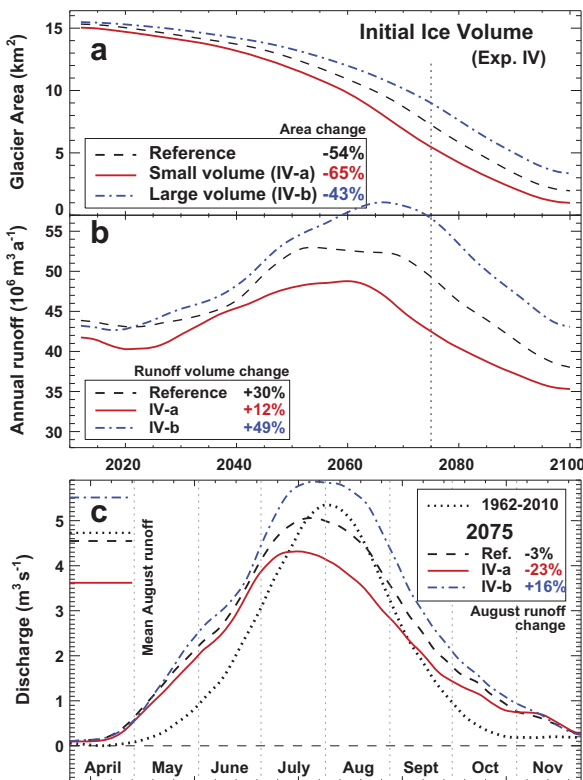 a
Initial Ice Volume
(Exp. IV)
Glacier Area (km²)
15
10
5
0
Area change
Reference -54%
Small volume (IV-a) -65%
Large volume (IV-b) -43%
b
Annual runoff (10⁶ m³ a⁻¹)
55
50
45
40
35
30
Runoff volume change
Reference +30%
IV-a +12%
IV-b +49%
2020 2040 2060 2080 2100
c
Discharge (m³ s⁻¹)
5
4
3
2
1
0
Mean August runoff
1962-2010
2075
Ref. -3%
IV-a -23%
IV-b +16%
August runoff
change
April May June July Aug Sept Oct Nov